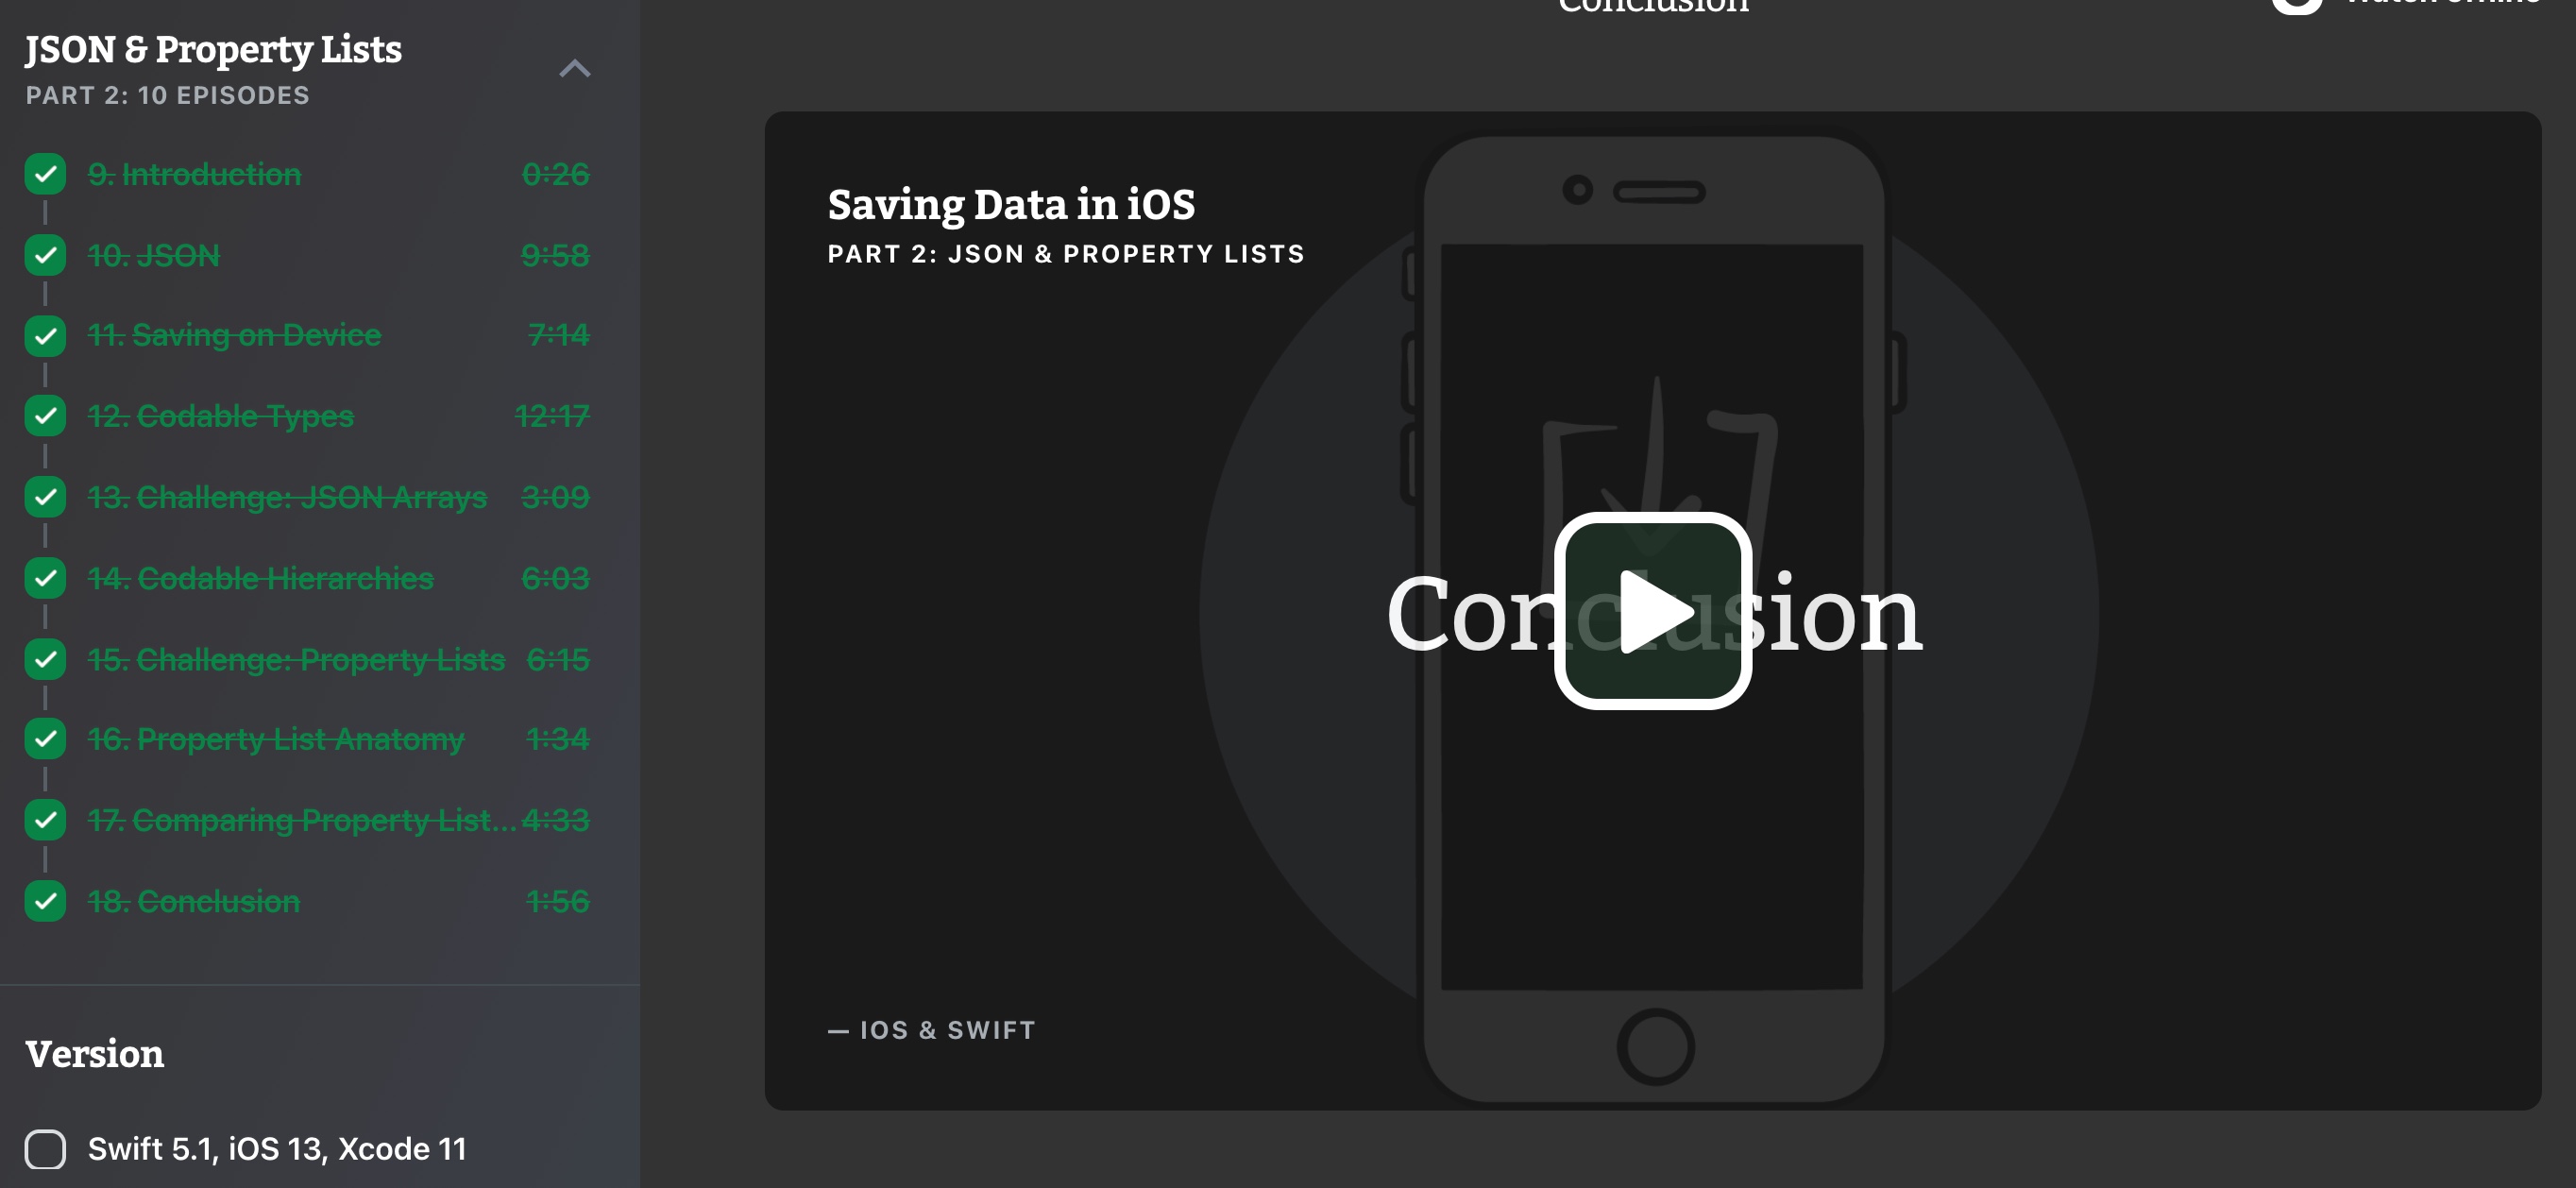 JSON & Property Lists
PART 2: 10 EPISODES
9. Introduction 0:26
10. JSON 9:58
11. Saving on Device 7:14
12. Codable Types 12:17
13. Challenge: JSON Arrays 3:09
14. Codable Hierarchies 6:03
15. Challenge: Property Lists 6:15
16. Property List Anatomy 1:34
17. Comparing Property List... 4:33
18. Conclusion 1:56
Version
Swift 5.1, iOS 13, Xcode 11
Conclusion
Watch offline
Saving Data in iOS
PART 2: JSON & PROPERTY LISTS
Conclusion
— IOS & SWIFT